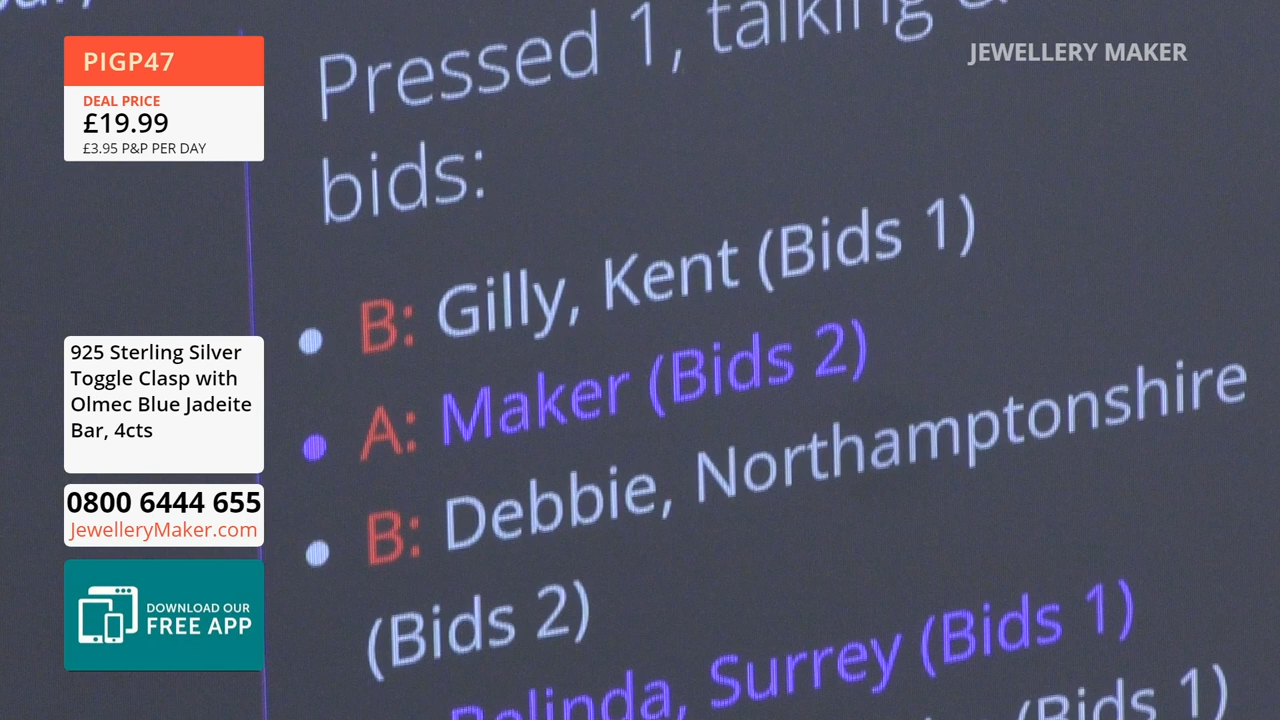 PIGP47
DEAL PRICE
£19.99
£3.95 P&P PER DAY
JEWELLERY MAKER
Pressed 1, talking
bids:
B: Gilly, Kent (Bids 1)
A: Maker (Bids 2)
B: Debbie, Northamptonshire
(Bids 2)
Belinda, Surrey (Bids 1)
(Bids 1)
925 Sterling Silver
Toggle Clasp with
Olmec Blue Jadeite
Bar, 4cts
0800 6444 655
JewelleryMaker.com
DOWNLOAD OUR
FREE APP